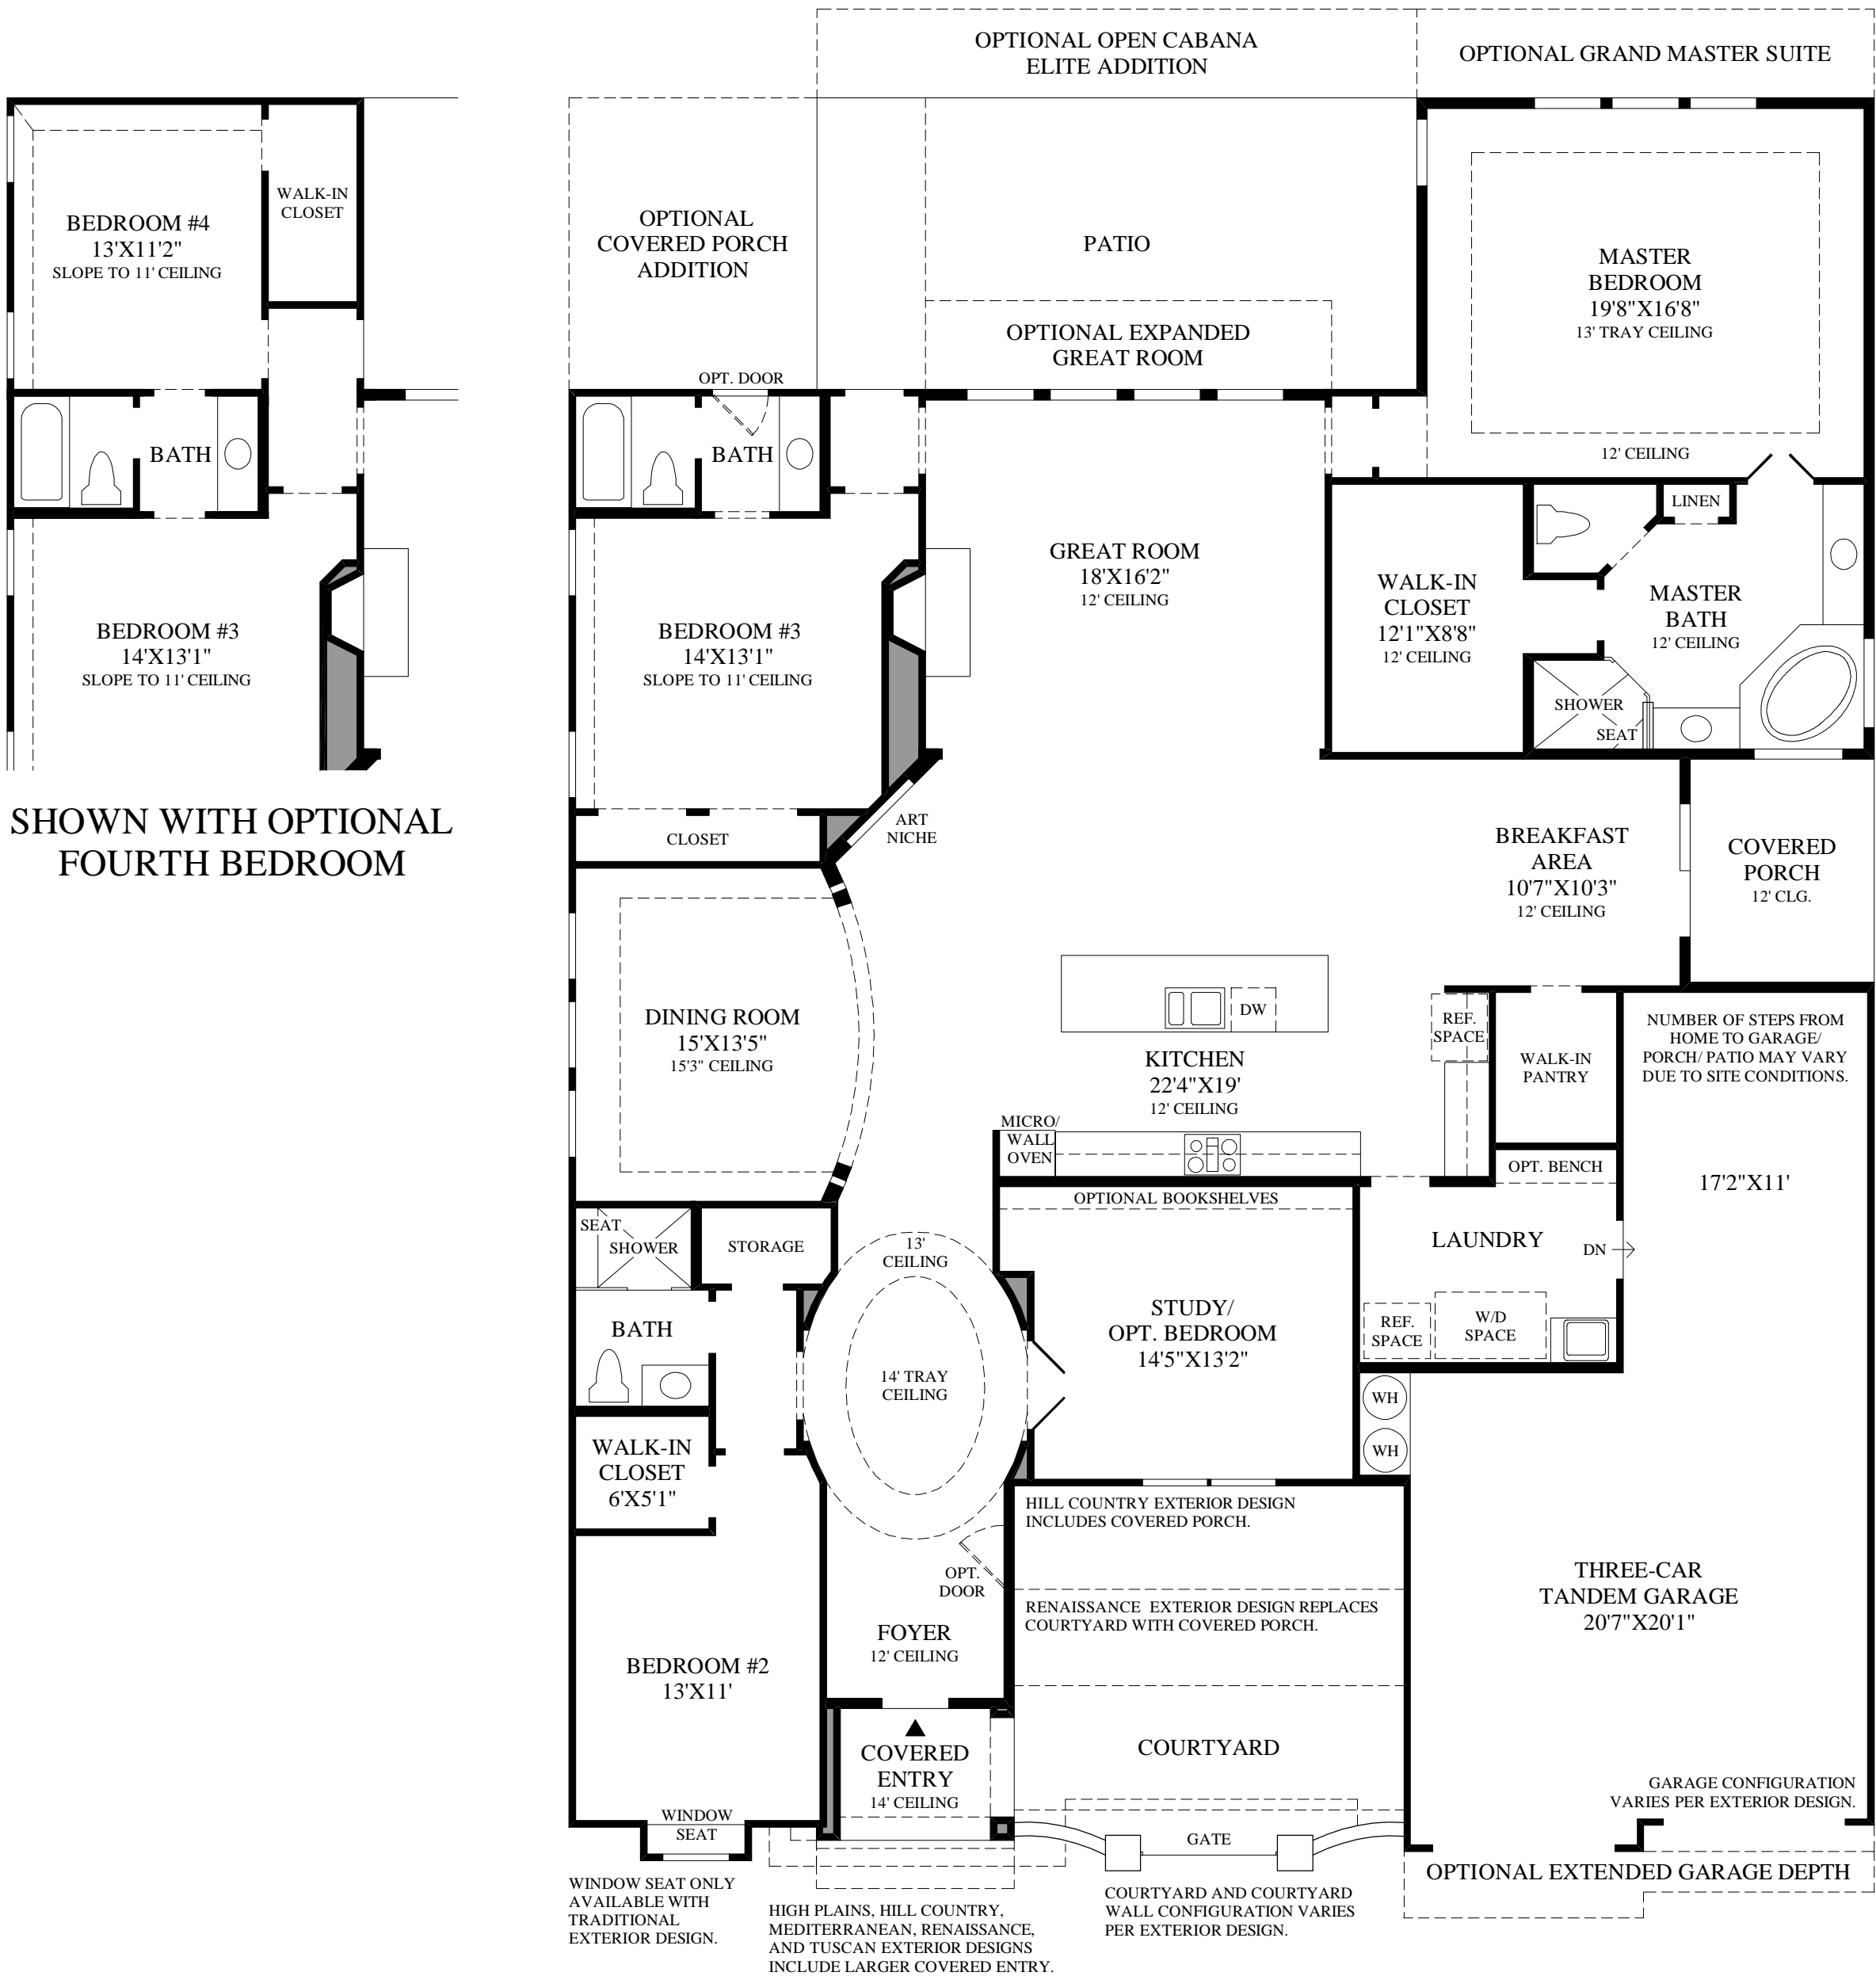 OPTIONAL OPEN CABANA
ELITE ADDITION
OPTIONAL GRAND MASTER SUITE
BEDROOM #4
13'X11'2"
SLOPE TO 11' CEILING
WALK-IN
CLOSET
BATH
BEDROOM #3
14'X13'1"
SLOPE TO 11' CEILING
SHOWN WITH OPTIONAL
FOURTH BEDROOM
OPTIONAL
COVERED PORCH
ADDITION
PATIO
OPTIONAL EXPANDED
GREAT ROOM
MASTER
BEDROOM
19'8"X16'8"
13' TRAY CEILING
12' CEILING
OPT. DOOR
BATH
BEDROOM #3
14'X13'1"
SLOPE TO 11' CEILING
CLOSET
ART
NICHE
GREAT ROOM
18'X16'2"
12' CEILING
WALK-IN
CLOSET
12'1"X8'8"
12' CEILING
LINEN
MASTER
BATH
12' CEILING
SHOWER
SEAT
BREAKFAST
AREA
10'7"X10'3"
12' CEILING
COVERED
PORCH
12' CLG.
DINING ROOM
15'X13'5"
15'3" CEILING
DW
KITCHEN
22'4"X19'
12' CEILING
MICRO/
WALL
OVEN
REF.
SPACE
WALK-IN
PANTRY
NUMBER OF STEPS FROM
HOME TO GARAGE/
PORCH/ PATIO MAY VARY
DUE TO SITE CONDITIONS.
17'2"X11'
OPT. BENCH
OPTIONAL BOOKSHELVES
LAUNDRY
DN
REF.
SPACE
W/D
SPACE
SEAT
SHOWER
STORAGE
BATH
13'
CEILING
14' TRAY
CEILING
STUDY/
OPT. BEDROOM
14'5"X13'2"
WH
WH
WALK-IN
CLOSET
6'X5'1"
HILL COUNTRY EXTERIOR DESIGN
INCLUDES COVERED PORCH.
OPT.
DOOR
RENAISSANCE EXTERIOR DESIGN REPLACES
COURTYARD WITH COVERED PORCH.
THREE-CAR
TANDEM GARAGE
20'7"X20'1"
FOYER
12' CEILING
BEDROOM #2
13'X11'
COVERED
ENTRY
14' CEILING
COURTYARD
GARAGE CONFIGURATION
VARIES PER EXTERIOR DESIGN.
WINDOW
SEAT
GATE
OPTIONAL EXTENDED GARAGE DEPTH
WINDOW SEAT ONLY
AVAILABLE WITH
TRADITIONAL
EXTERIOR DESIGN.
HIGH PLAINS, HILL COUNTRY,
MEDITERRANEAN, RENAISSANCE,
AND TUSCAN EXTERIOR DESIGNS
INCLUDE LARGER COVERED ENTRY.
COURTYARD AND COURTYARD
WALL CONFIGURATION VARIES
PER EXTERIOR DESIGN.